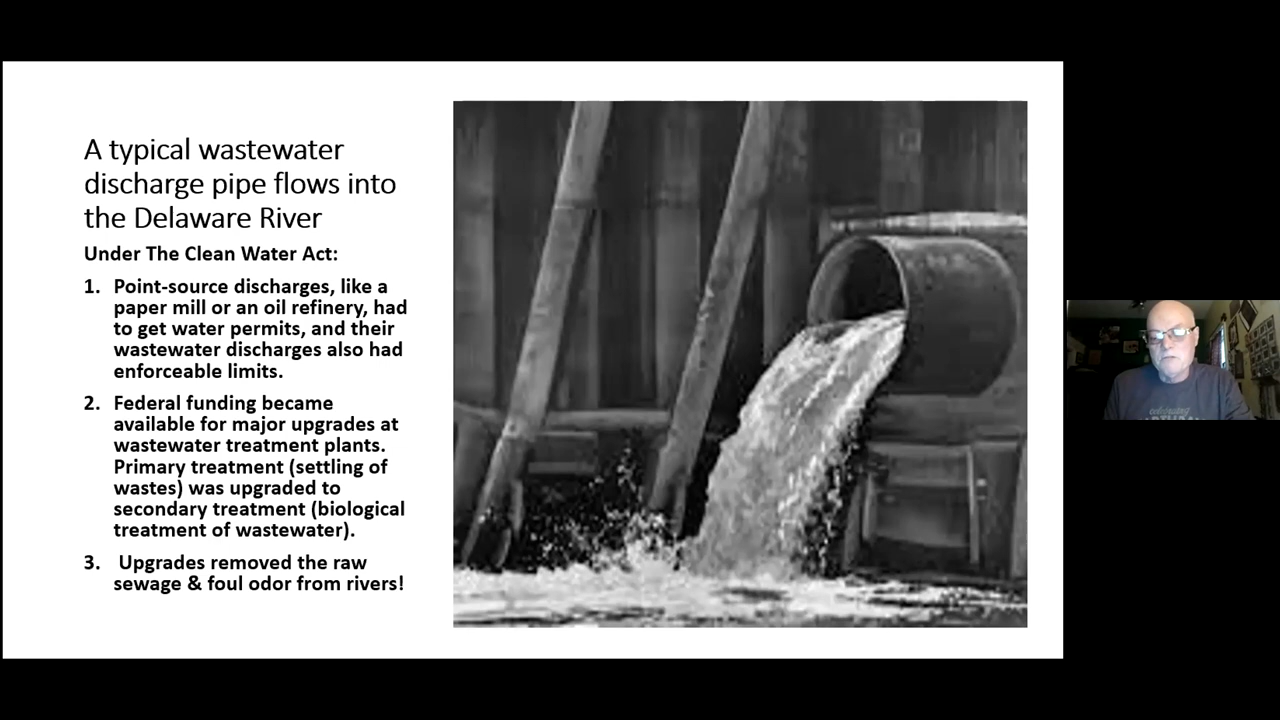 A typical wastewater
discharge pipe flows into
the Delaware River
Under The Clean Water Act:
1. Point-source discharges, like a
paper mill or an oil refinery, had
to get water permits, and their
wastewater discharges also had
enforceable limits.
2. Federal funding became
available for major upgrades at
wastewater treatment plants.
Primary treatment (settling of
wastes) was upgraded to
secondary treatment (biological
treatment of wastewater).
3. Upgrades removed the raw
sewage & foul odor from rivers!
celebrating